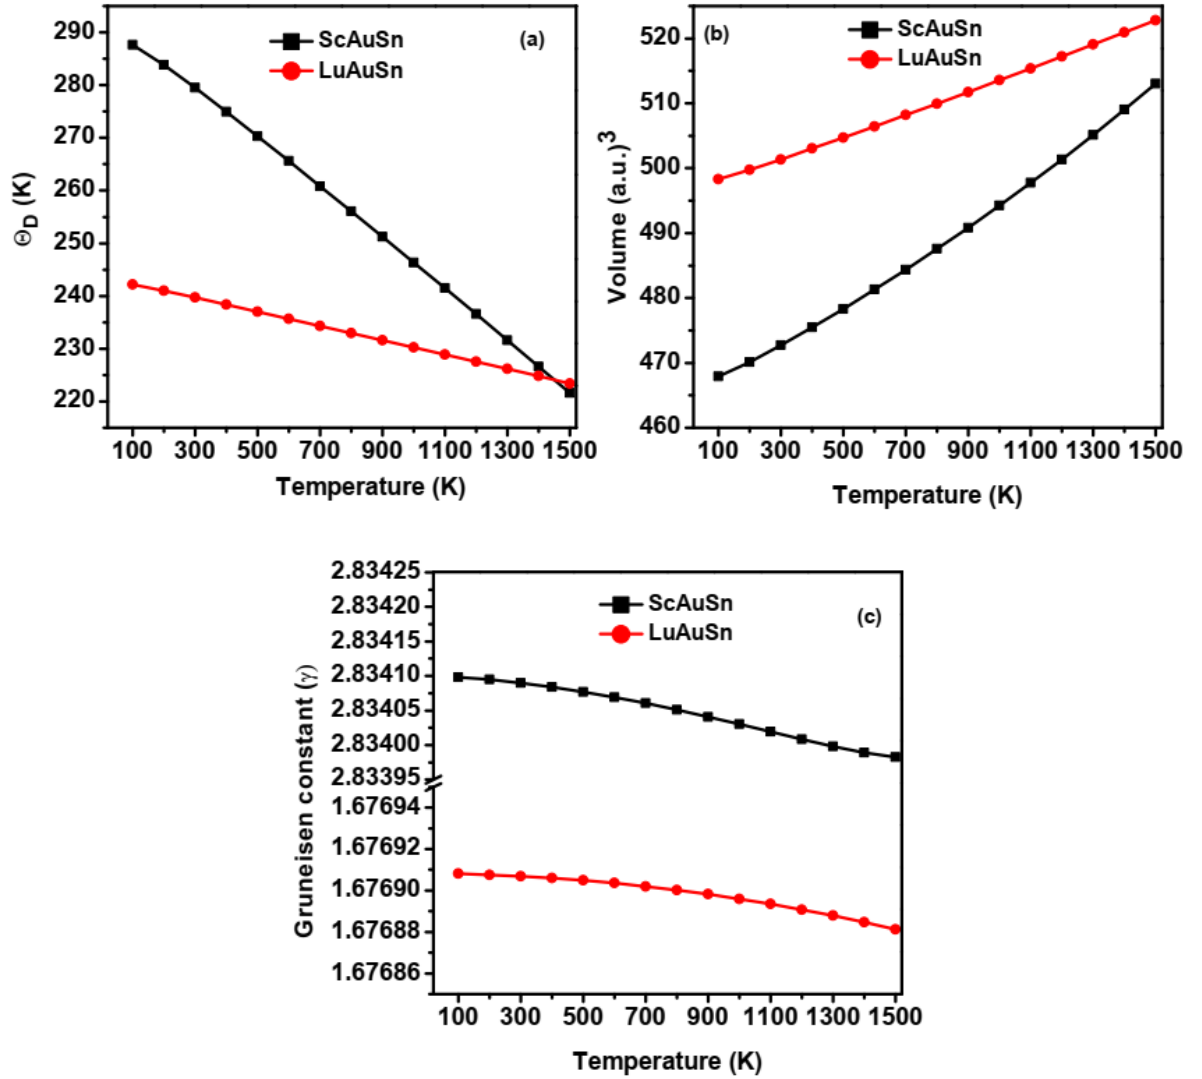 290
280
270
260
250
240
230
220
Θ_D (K)
ScAuSn
LuAuSn
(a)
100 300 500 700 900 1100 1300 1500
Temperature (K)
520
510
500
490
480
470
460
Volume (a.u.)³
(b)
ScAuSn
LuAuSn
100 300 500 700 900 1100 1300 1500
Temperature (K)
2.83425
2.83420
2.83415
2.83410
2.83405
2.83400
2.83395
1.67694
1.67692
1.67690
1.67688
1.67686
Gruneisen constant (γ)
ScAuSn
LuAuSn
(c)
100 300 500 700 900 1100 1300 1500
Temperature (K)